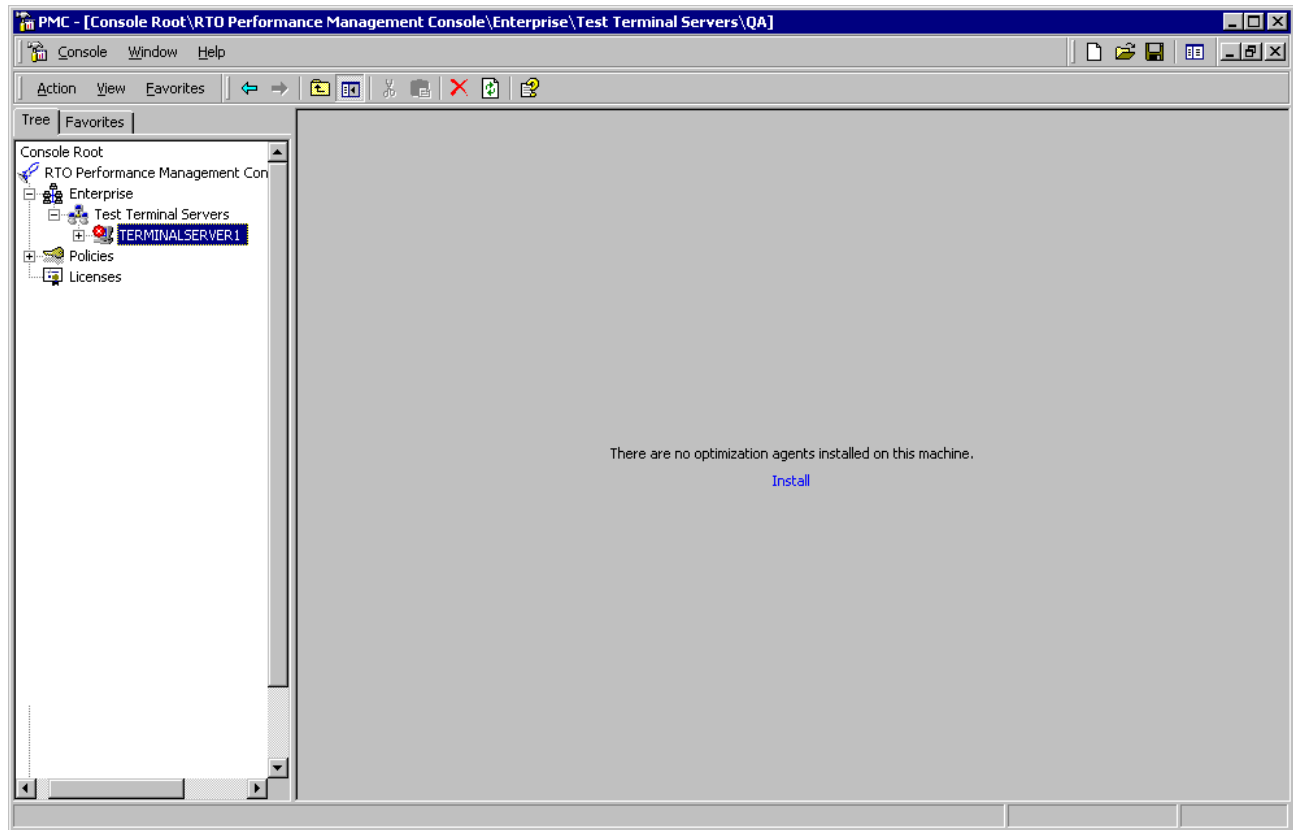 PMC - [Console Root\RTO Performance Management Console\Enterprise\Test Terminal Servers\QA]
Console Window Help
Action View Favorites
Tree Favorites
Console Root
RTO Performance Management Con
Enterprise
Test Terminal Servers
TERMINALSERVER1
Policies
Licenses
There are no optimization agents installed on this machine.
Install